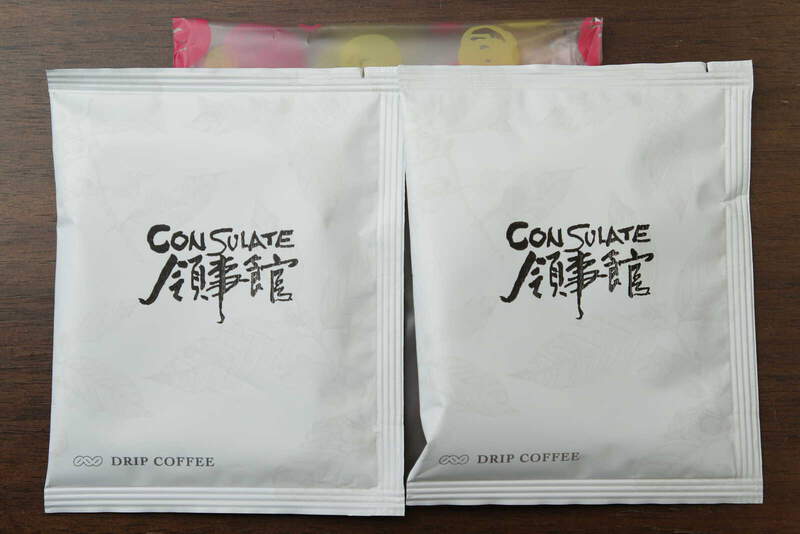 CONSULATE
領事館
DRIP COFFEE
CONSULATE
領事館
DRIP COFFEE